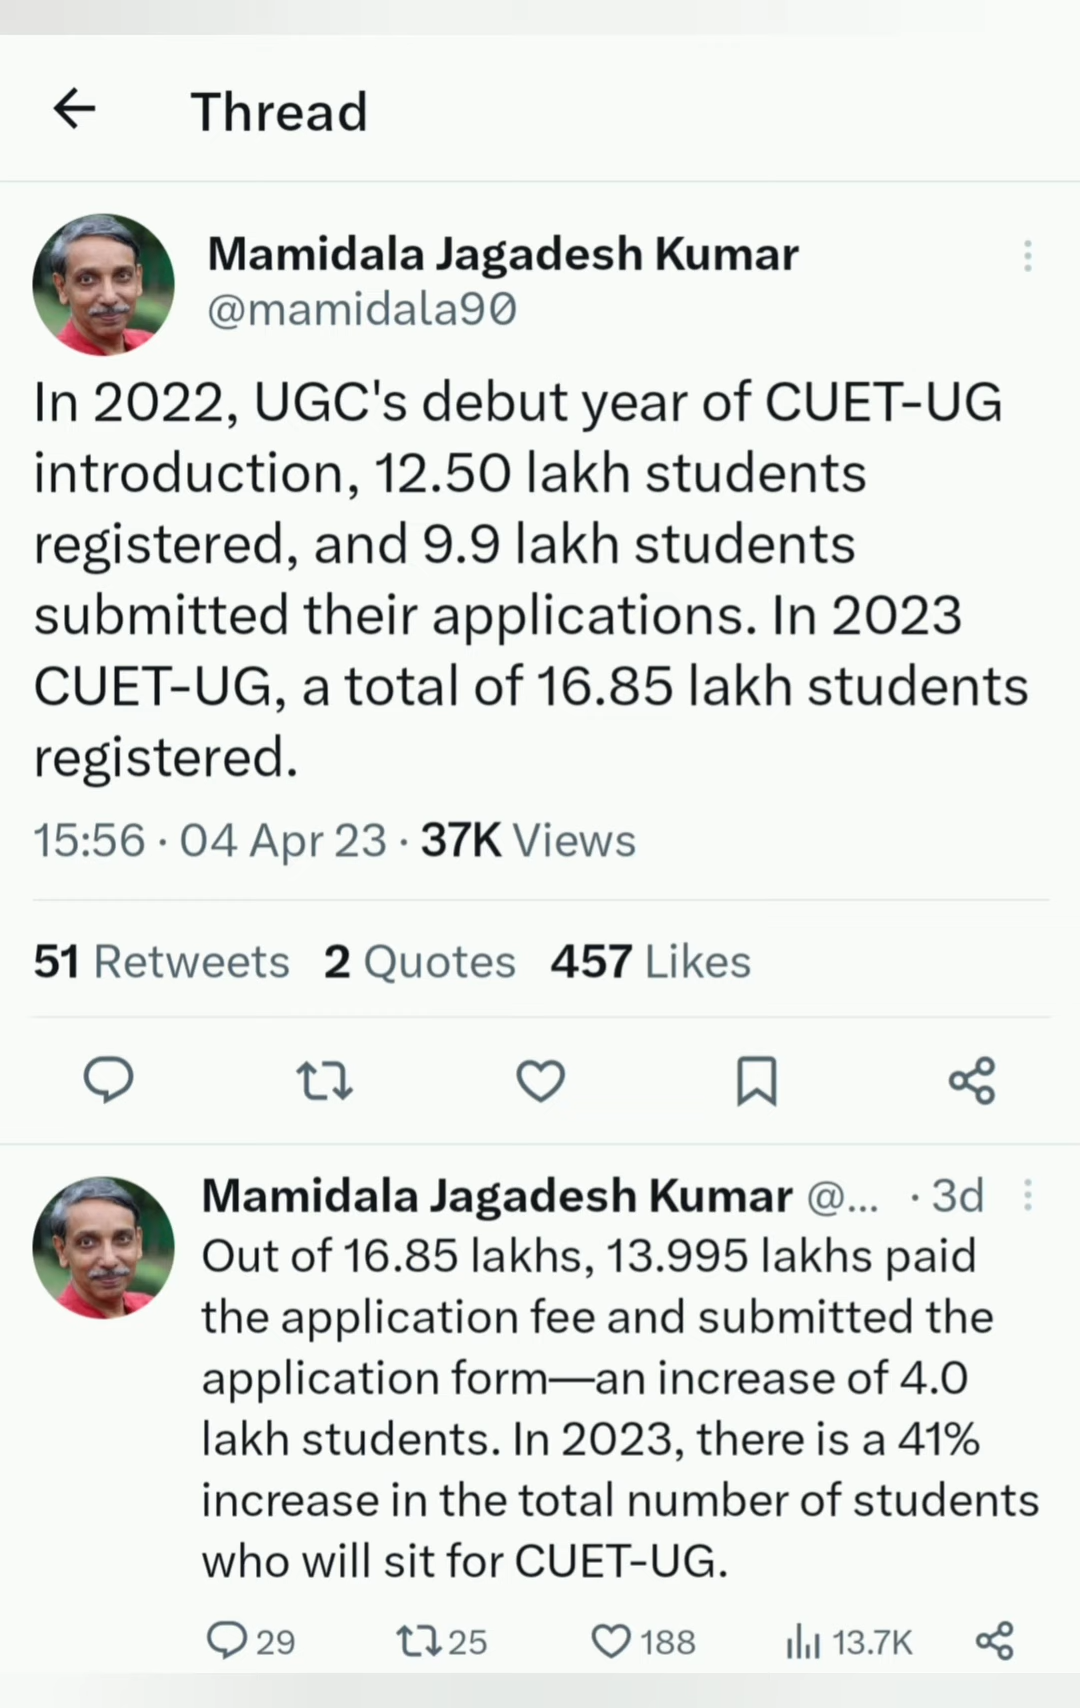 Thread
Mamidala Jagadesh Kumar
@mamidala90
In 2022, UGC's debut year of CUET-UG
introduction, 12.50 lakh students
registered, and 9.9 lakh students
submitted their applications. In 2023
CUET-UG, a total of 16.85 lakh students
registered.
15:56 · 04 Apr 23 · 37K Views
51 Retweets 2 Quotes 457 Likes
Mamidala Jagadesh Kumar @... · 3d
Out of 16.85 lakhs, 13.995 lakhs paid
the application fee and submitted the
application form—an increase of 4.0
lakh students. In 2023, there is a 41%
increase in the total number of students
who will sit for CUET-UG.
29 25 188 13.7K